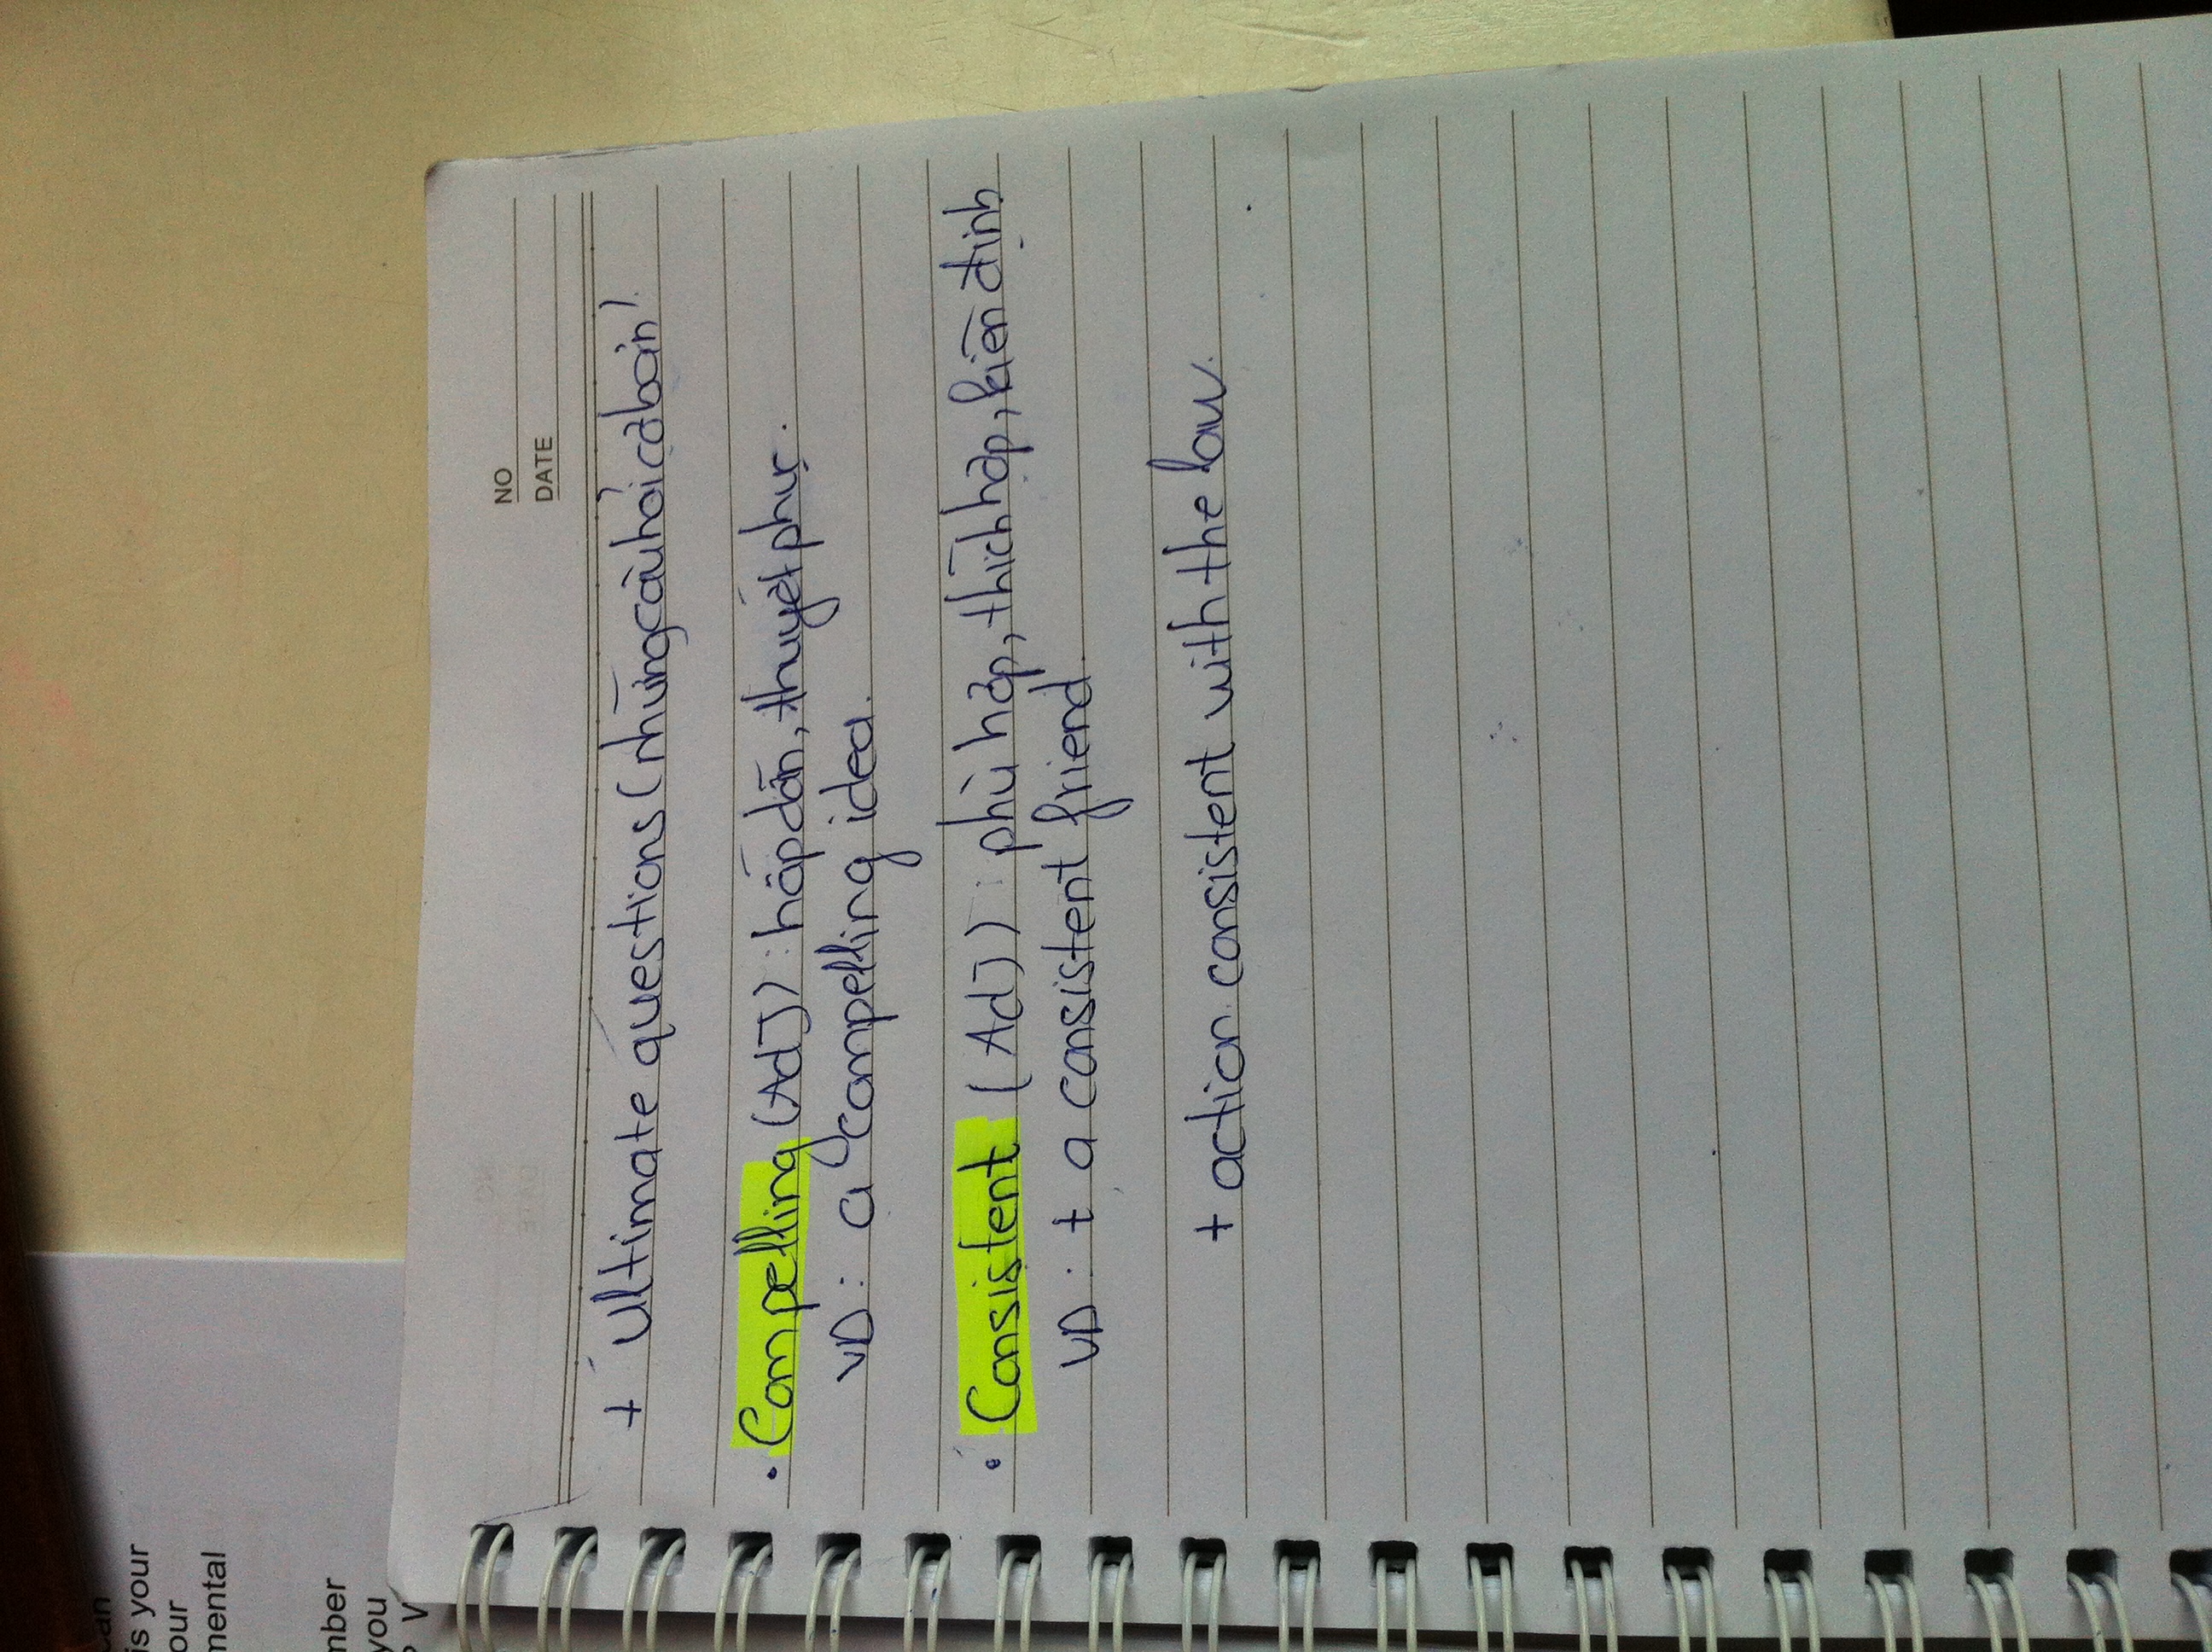 can
is your
our
mental
mber
you
? W
NO
DATE
+ Ultimate questions (những câu hỏi cơ bản)
• Compelling (AdJ) : hấp dẫn, thuyết phục.
VD : a compelling idea.
• Consistent (AdJ) : phù hợp, thích hợp, kiên định
VD : + a consistent friend.
+ action consistent with the law.